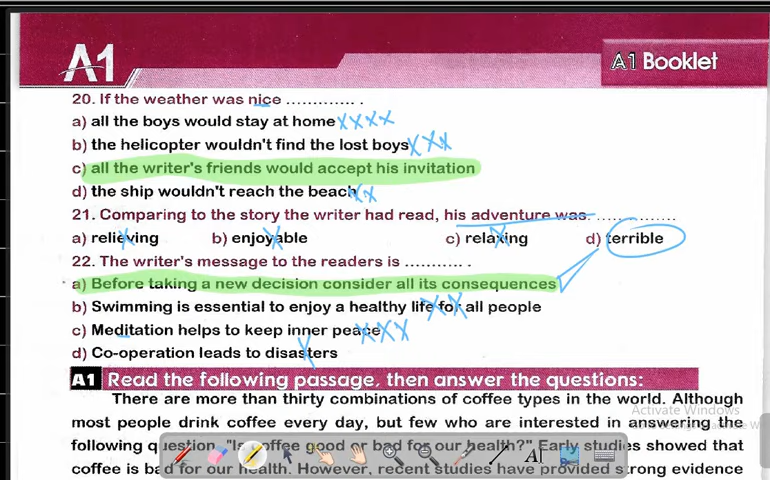 A1
A1 Booklet
20. If the weather was nice ............. .
a) all the boys would stay at home
b) the helicopter wouldn't find the lost boys
c) all the writer's friends would accept his invitation
d) the ship wouldn't reach the beach
21. Comparing to the story the writer had read, his adventure was ...............
a) relieving b) enjoyable c) relaxing d) terrible
22. The writer's message to the readers is .......... .
a) Before taking a new decision consider all its consequences
b) Swimming is essential to enjoy a healthy life for all people
c) Meditation helps to keep inner peace
d) Co-operation leads to disasters
A1 Read the following passage, then answer the questions:
There are more than thirty combinations of coffee types in the world. Although
most people drink coffee every day, but few who are interested in answering the
following question, "Is coffee good or bad for our health?" Early studies showed that
coffee is bad for our health. However, recent studies have provided strong evidence
Activate Windows